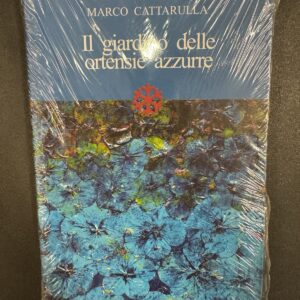 MARCO CATTARULLA
Il giardino delle
ortensie azzurre